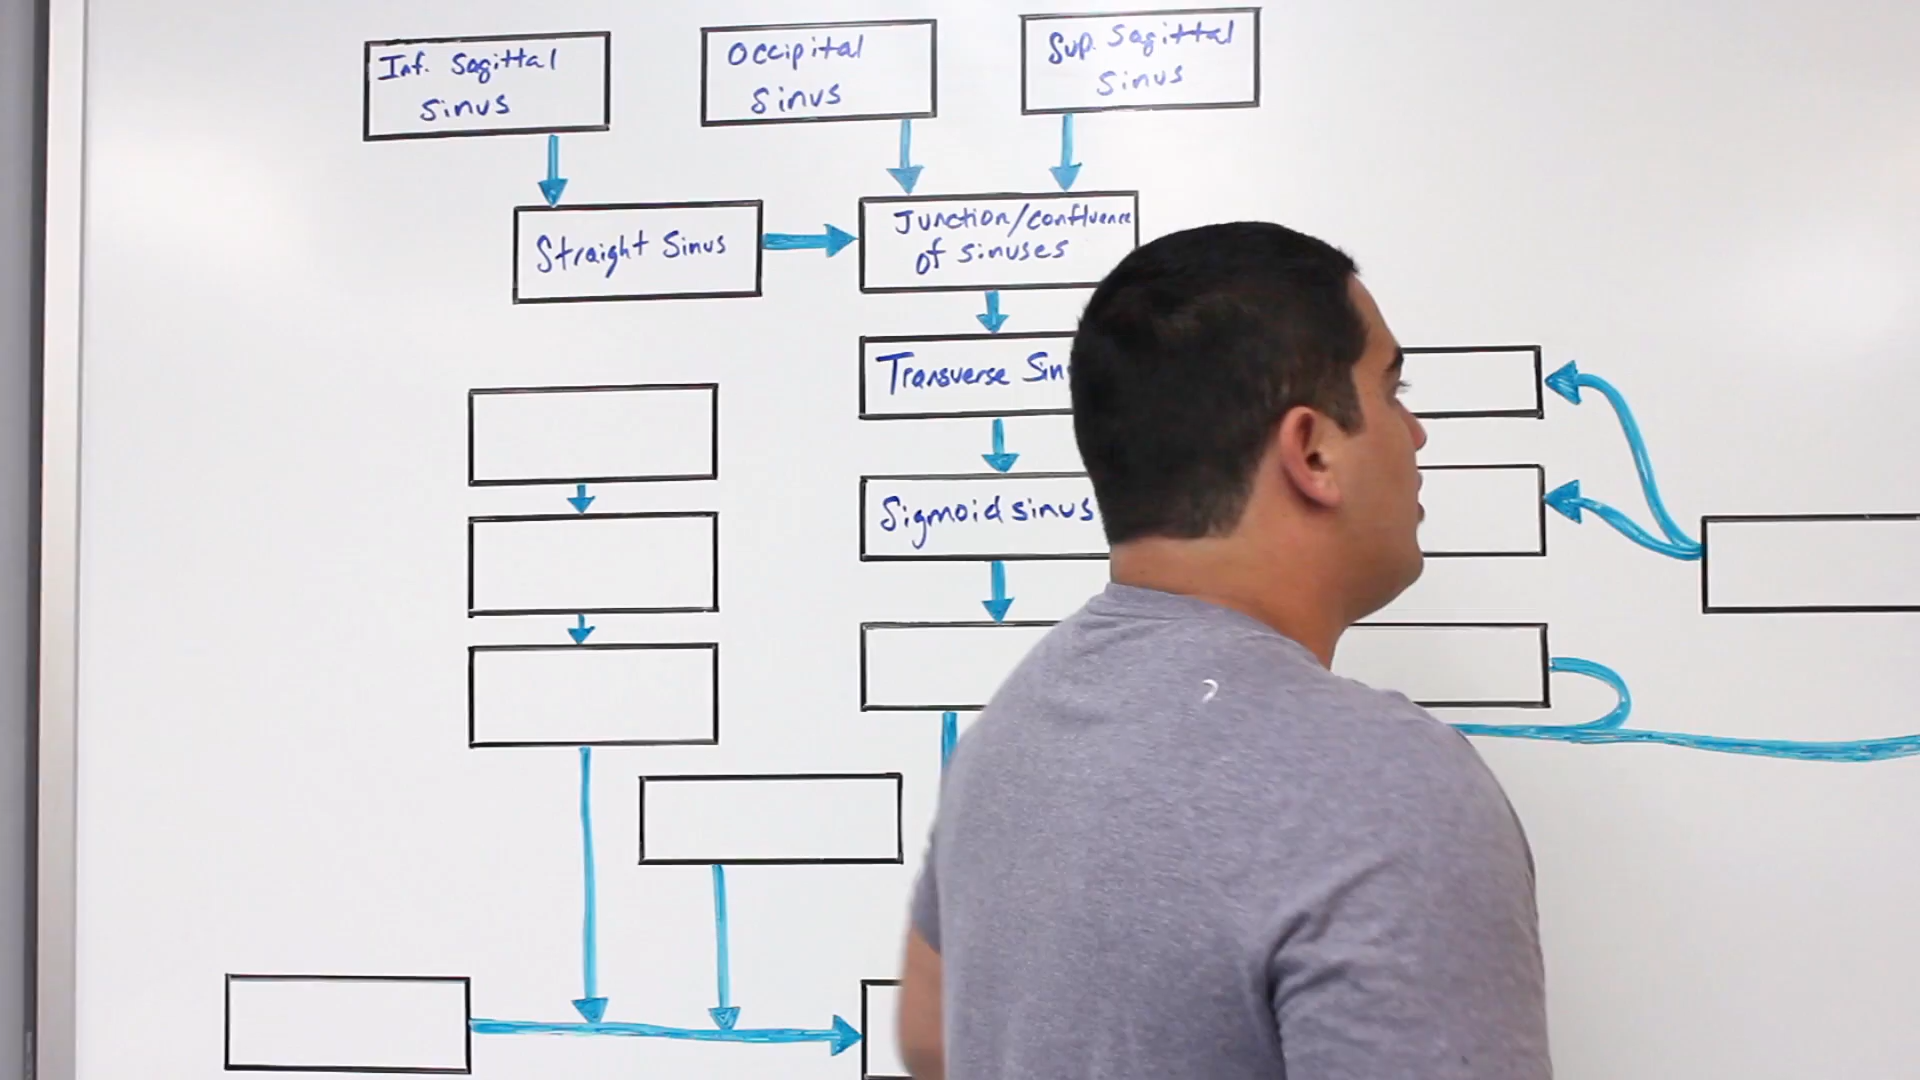 Inf. Sagittal
Sinus
Occipital
Sinus
Sup. Sagittal
Sinus
Straight Sinus
Junction/confluence
of sinuses
Transverse Sin
Sigmoid sinus